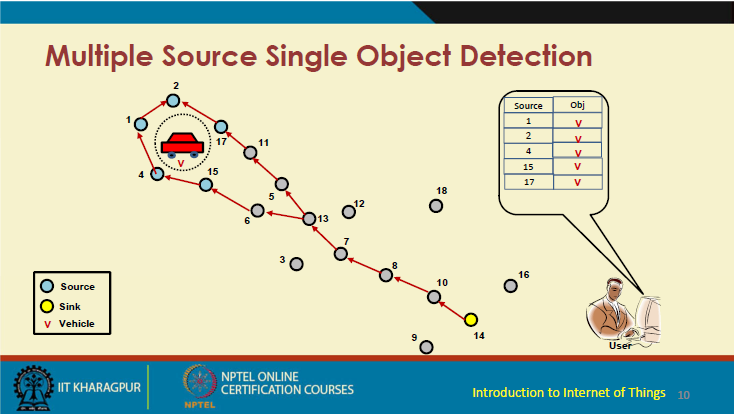 Multiple Source Single Object Detection
2
1
17
11
V
4
15
5
6
13
12
18
3
7
8
10
16
14
9
Source Obj
1 V
2 V
4 V
15 V
17 V
Source
Sink
V Vehicle
User
IIT KHARAGPUR
NPTEL
NPTEL ONLINE
CERTIFICATION COURSES
Introduction to Internet of Things 10